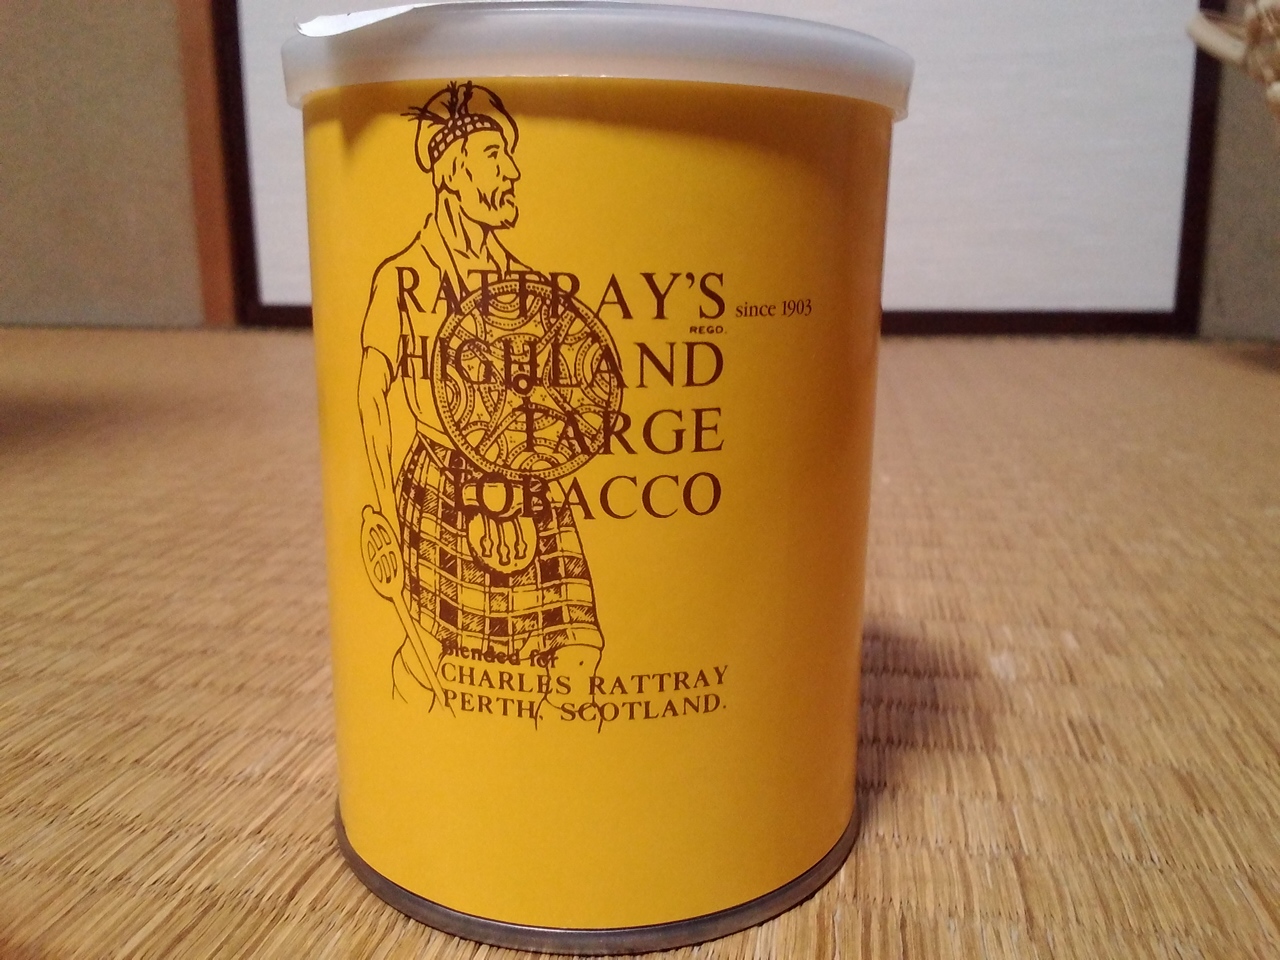 RATTRAY'S since 1903
REGD.
HIGHLAND
TARGE
TOBACCO
Blended for
CHARLES RATTRAY
PERTH, SCOTLAND.